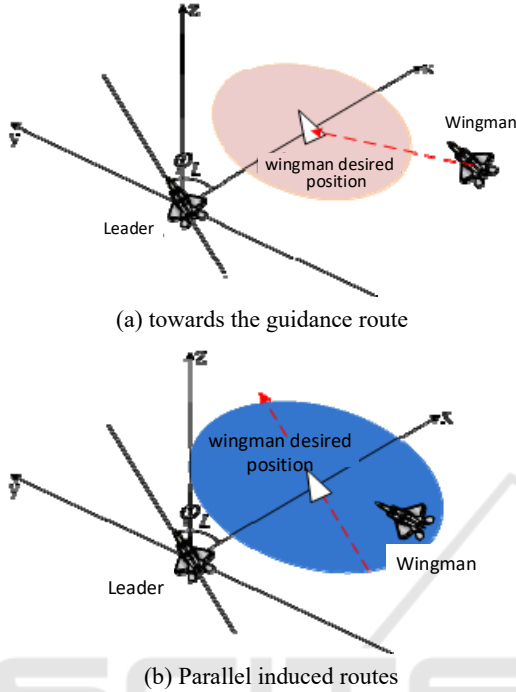 z
x
y
Wingman
wingman desired
position
φL
Leader
(a) towards the guidance route
z
x
y
wingman desired
position
φL
Leader
Wingman
(b) Parallel induced routes